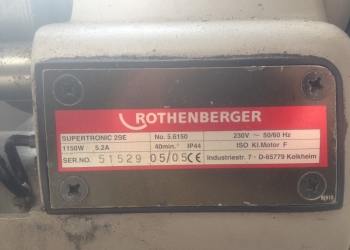 ROTHENBERGER
SUPERTRONIC 29E No. 5.6150 230V ~ 50/60 Hz
1150W 5.2A 40min.⁻¹ IP44 ISO Kl.Motor F
SER.NO. 51529 05/05 CE Industriestr. 7 · D-65779 Kelkheim